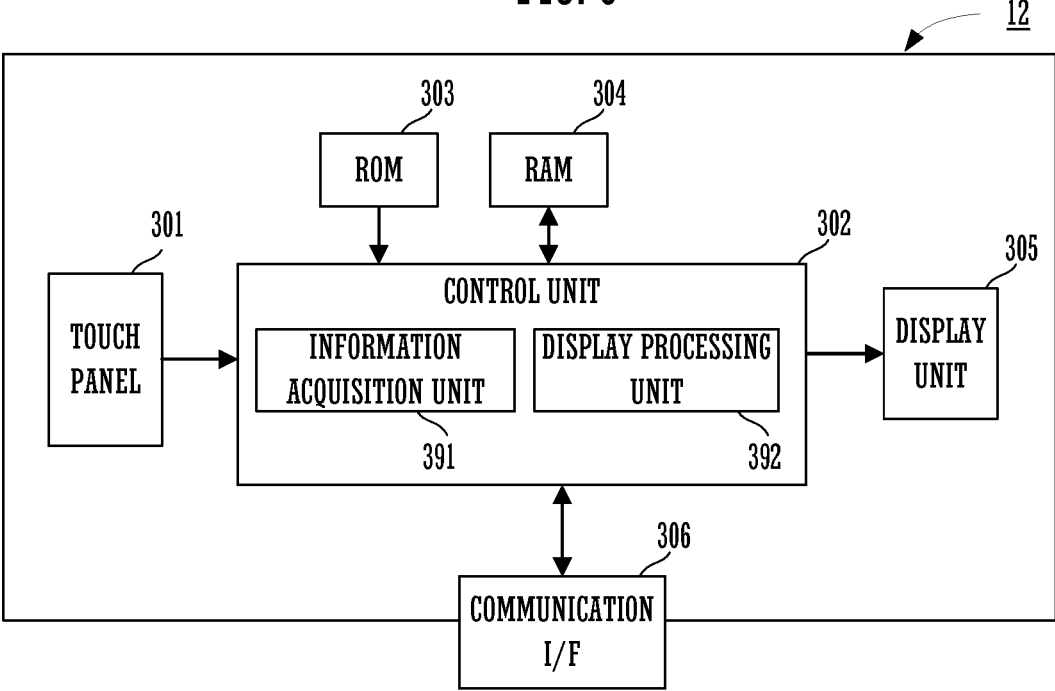 12
303
304
ROM
RAM
301
302
305
CONTROL UNIT
TOUCH
PANEL
INFORMATION
ACQUISITION UNIT
DISPLAY PROCESSING
UNIT
DISPLAY
UNIT
391
392
306
COMMUNICATION
I/F